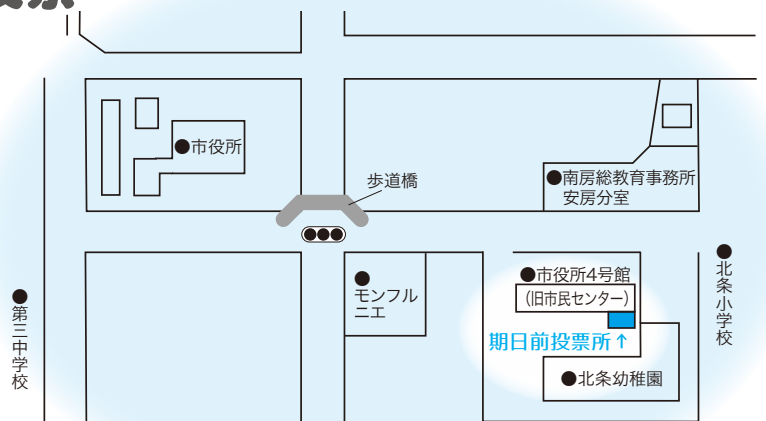 ●市役所
歩道橋
●南房総教育事務所
安房分室
●
モンフル
ニエ
●市役所4号館
(旧市民センター)
期日前投票所↑
●北条幼稚園
●北条小学校
●第三中学校